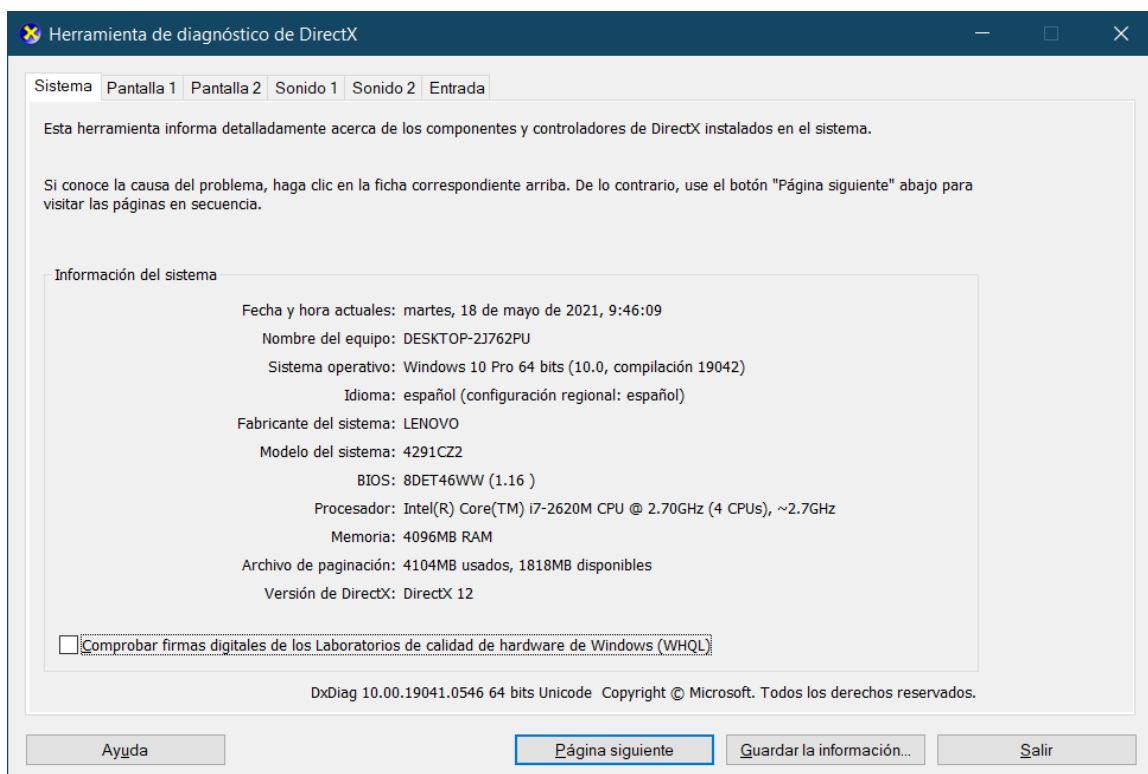 Herramienta de diagnóstico de DirectX
Sistema Pantalla 1 Pantalla 2 Sonido 1 Sonido 2 Entrada
Esta herramienta informa detalladamente acerca de los componentes y controladores de DirectX instalados en el sistema.
Si conoce la causa del problema, haga clic en la ficha correspondiente arriba. De lo contrario, use el botón "Página siguiente" abajo para
visitar las páginas en secuencia.
Información del sistema
Fecha y hora actuales: martes, 18 de mayo de 2021, 9:46:09
Nombre del equipo: DESKTOP-2J762PU
Sistema operativo: Windows 10 Pro 64 bits (10.0, compilación 19042)
Idioma: español (configuración regional: español)
Fabricante del sistema: LENOVO
Modelo del sistema: 4291CZ2
BIOS: 8DET46WW (1.16 )
Procesador: Intel(R) Core(TM) i7-2620M CPU @ 2.70GHz (4 CPUs), ~2.7GHz
Memoria: 4096MB RAM
Archivo de paginación: 4104MB usados, 1818MB disponibles
Versión de DirectX: DirectX 12
Comprobar firmas digitales de los Laboratorios de calidad de hardware de Windows (WHQL)
DxDiag 10.00.19041.0546 64 bits Unicode Copyright © Microsoft. Todos los derechos reservados.
Ayuda Página siguiente Guardar la información... Salir